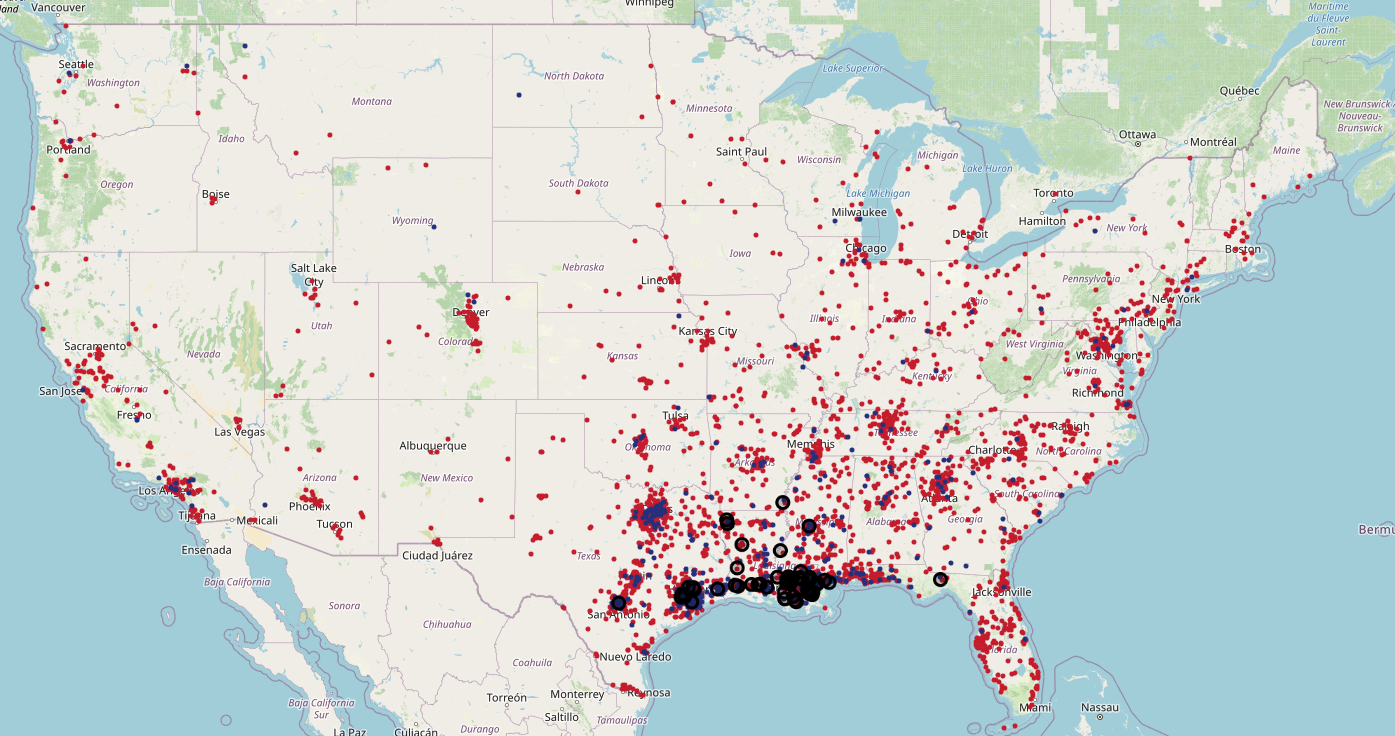 Vancouver
Winnipeg
Maritime
du Fleuve
Saint-
Laurent
Seattle
Washington
North Dakota
Lake Superior
Québec
Montana
Minnesota
New Brunswick /
Nouveau-
Brunswick
Ottawa
Montréal
Idaho
Portland
Saint Paul
Wisconsin
Michigan
Lake Huron
Maine
Oregon
South Dakota
Boise
Lake Michigan
Toronto
Wyoming
Milwaukee
Hamilton
New York
Detroit
Chicago
Boston
Iowa
Salt Lake
City
Nebraska
Lincoln
Pennsylvania
New York
Denver
Utah
Colorado
Illinois
Indiana
Ohio
Philadelphia
Sacramento
Nevada
Kansas City
Kansas
Missouri
West Virginia
Washington
San Jose
California
Kentucky
Virginia
Richmond
Fresno
Las Vegas
Tulsa
Albuquerque
Oklahoma
Memphis
Tennessee
Raleigh
Charlotte
North Carolina
Arizona
New Mexico
Arkansas
Los Angeles
Phoenix
Atlanta
South Carolina
Tijuana
Mexicali
Tucson
Mississippi
Alabama
Georgia
Ensenada
Ciudad Juárez
Texas
Louisiana
Baja California
Jacksonville
Sonora
San Antonio
Chihuahua
Florida
Coahuila
Nuevo Laredo
Torreón
Monterrey
Reynosa
Baja California
Sur
Saltillo
Tamaulipas
Miami
Nassau
La Paz
Culiacán
Durango